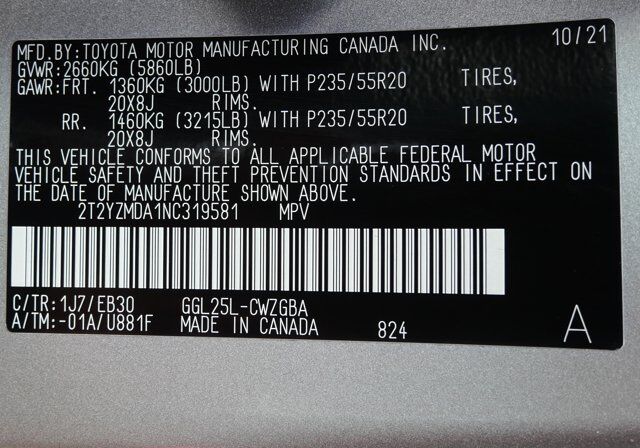 MFD. BY: TOYOTA MOTOR MANUFACTURING CANADA INC. 10/21
GVWR: 2660KG (5860LB)
GAWR: FRT. 1360KG (3000LB) WITH P235/55R20 TIRES,
20X8J RIMS.
RR. 1460KG (3215LB) WITH P235/55R20 TIRES,
20X8J RIMS.
THIS VEHICLE CONFORMS TO ALL APPLICABLE FEDERAL MOTOR
VEHICLE SAFETY AND THEFT PREVENTION STANDARDS IN EFFECT ON
THE DATE OF MANUFACTURE SHOWN ABOVE.
2T2YZMDA1NC319581 MPV
C/TR: 1J7/EB30 GGL25L-CWZGBA
A/TM: -01A/U881F MADE IN CANADA 824 A